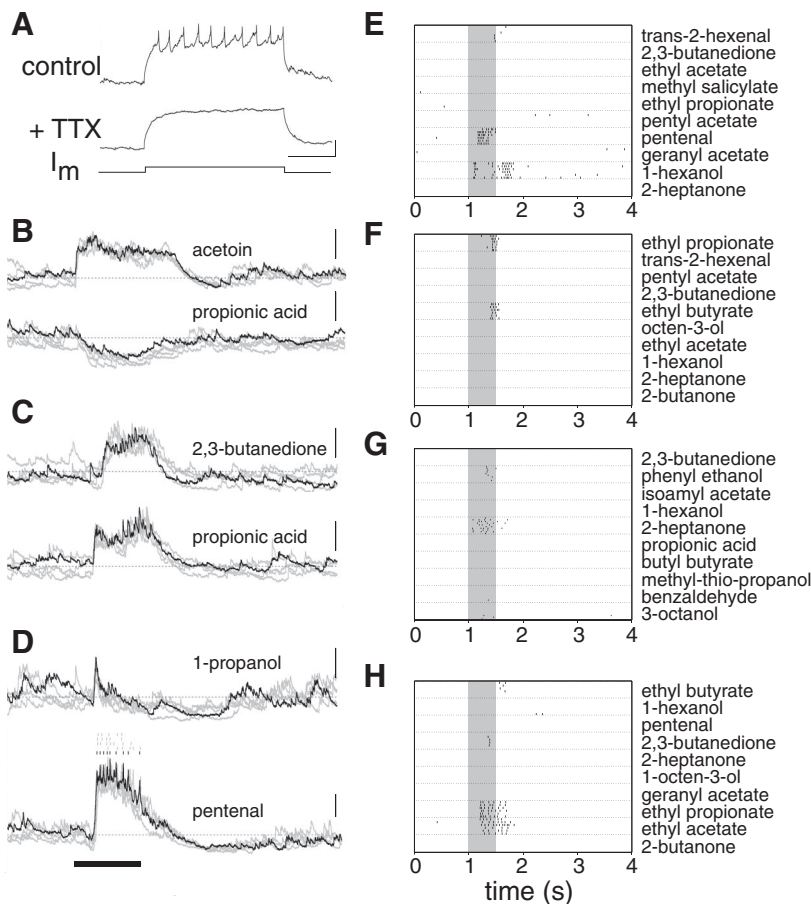 A
control
+ TTX
Im
B
acetoin
propionic acid
C
2,3-butanedione
propionic acid
D
1-propanol
pentenal
E
trans-2-hexenal
2,3-butanedione
ethyl acetate
methyl salicylate
ethyl propionate
pentyl acetate
pentenal
geranyl acetate
1-hexanol
2-heptanone
0 1 2 3 4
F
ethyl propionate
trans-2-hexenal
pentyl acetate
2,3-butanedione
ethyl butyrate
octen-3-ol
ethyl acetate
1-hexanol
2-heptanone
2-butanone
0 1 2 3 4
G
2,3-butanedione
phenyl ethanol
isoamyl acetate
1-hexanol
2-heptanone
propionic acid
butyl butyrate
methyl-thio-propanol
benzaldehyde
3-octanol
0 1 2 3 4
H
ethyl butyrate
1-hexanol
pentenal
2,3-butanedione
2-heptanone
1-octen-3-ol
geranyl acetate
ethyl propionate
ethyl acetate
2-butanone
0 1 2 3 4
time (s)